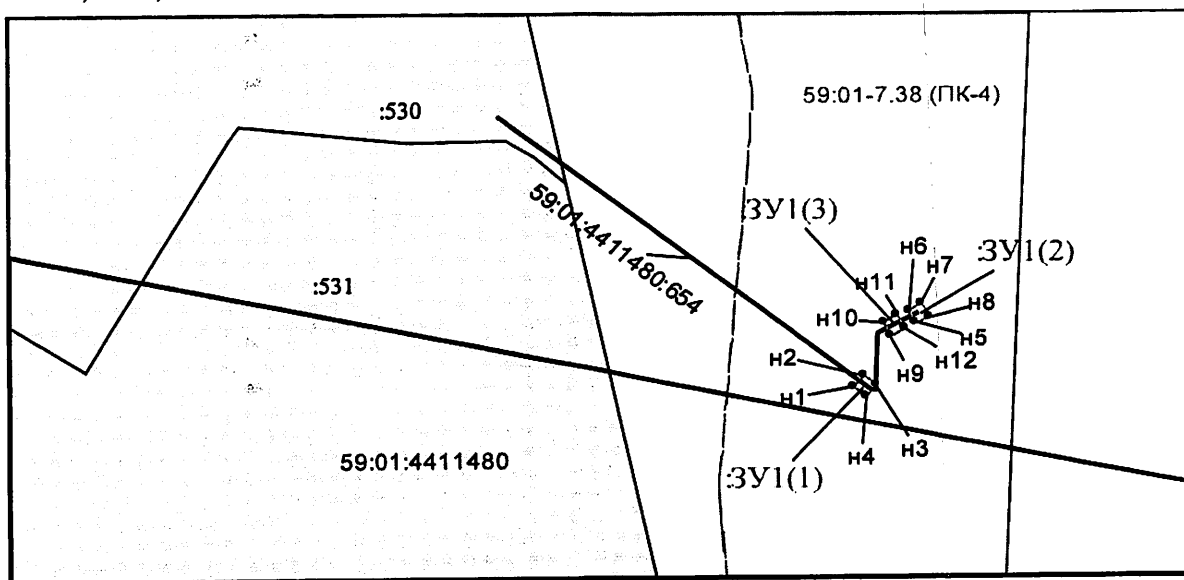 59:01-7.38 (ПК-4)
:530
59:01:4411480:654
:ЗУ1(3)
н6
н7
:ЗУ1(2)
н11
н8
:531
н10
н5
н12
н2
н9
н1
н3
н4
59:01:4411480
:ЗУ1(1)